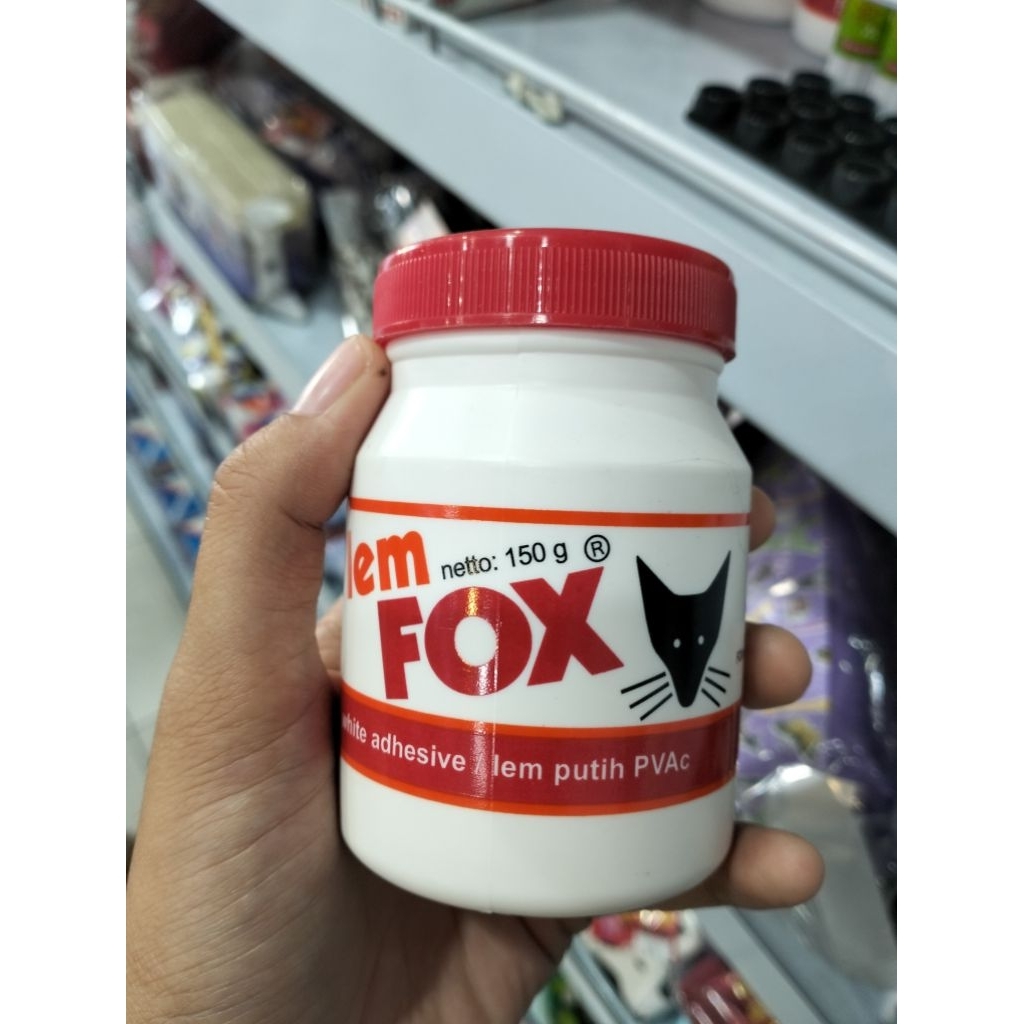 lem netto: 150 g ®
FOX
white adhesive lem putih PVAc